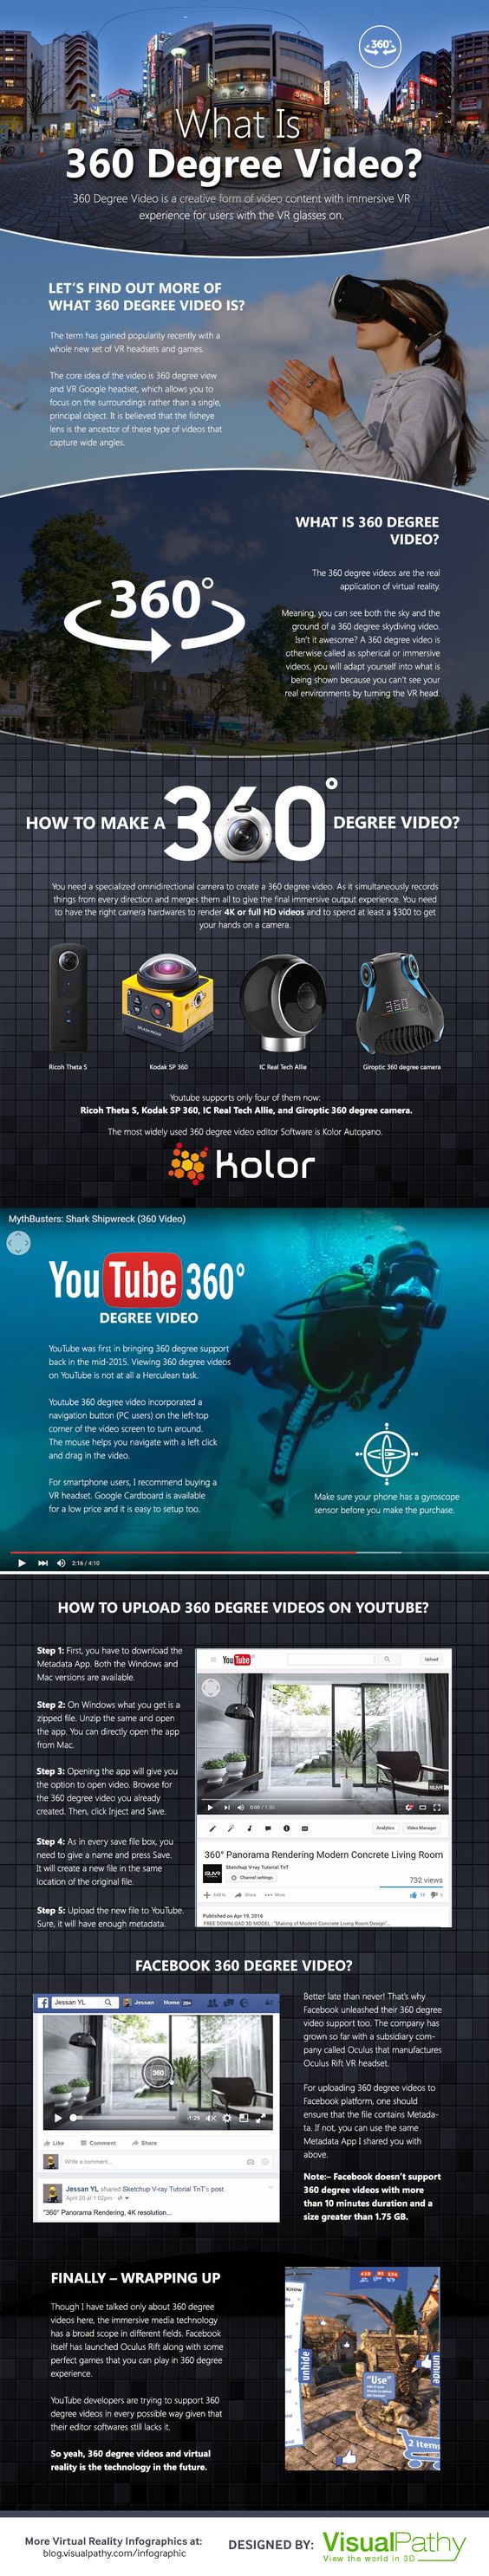 360°
What Is
360 Degree Video?
360 Degree Video is a creative form of video content with immersive VR
experience for users with the VR glasses on.
LET'S FIND OUT MORE OF
WHAT 360 DEGREE VIDEO IS?
The term has gained popularity recently with a
whole new set of VR headsets and games.
The core idea of the video is 360 degree view
and VR Google headset, which allows you to
focus on the surroundings rather than a single,
principal object. It is believed that the fisheye
lens is the ancestor of these type of videos that
capture wide angles.
WHAT IS 360 DEGREE
VIDEO?
360°
The 360 degree videos are the real
application of virtual reality.
Meaning, you can see both the sky and the
ground of a 360 degree skydiving video.
Isn't it awesome? A 360 degree video is
otherwise called as spherical or immersive
videos, you will adapt yourself into what is
being shown because you can't see your
real environments by turning the VR head.
HOW TO MAKE A 360° DEGREE VIDEO?
You need a specialized omnidirectional camera to create a 360 degree video. As it simultaneously records
things from every direction and merges them all to give the final immersive output experience. You need
to have the right camera hardwares to render 4K or full HD videos and to spend at least a $300 to get
your hands on a camera.
Ricoh Theta S
Kodak SP 360
IC Real Tech Allie
Giroptic 360 degree camera
Youtube supports only four of them now:
Ricoh Theta S, Kodak SP 360, IC Real Tech Allie, and Giroptic 360 degree camera.
The most widely used 360 degree video editor Software is Kolor Autopano.
kolor
MythBusters: Shark Shipwreck (360 Video)
YouTube 360°
DEGREE VIDEO
YouTube was first in bringing 360 degree support
back in the mid-2015. Viewing 360 degree videos
on YouTube is not at all a Herculean task.
Youtube 360 degree video incorporated a
navigation button (PC users) on the left-top
corner of the video screen to turn around.
The mouse helps you navigate with a left click
and drag in the video.
For smartphone users, I recommend buying a
VR headset. Google Cardboard is available
for a low price and it is easy to setup too.
Make sure your phone has a gyroscope
sensor before you make the purchase.
2:16 / 4:10
HOW TO UPLOAD 360 DEGREE VIDEOS ON YOUTUBE?
Step 1: First, you have to download the
Metadata App. Both the Windows and
Mac versions are available.
Step 2: On Windows what you get is a
zipped file. Unzip the same and open
the app. You can directly open the app
from Mac.
Step 3: Opening the app will give you
the option to open video. Browse for
the 360 degree video you already
created. Then, click Inject and Save.
Step 4: As in every save file box, you
need to give a name and press Save.
It will create a new file in the same
location of the original file.
Step 5: Upload the new file to YouTube.
Sure, it will have enough metadata.
YouTube
Upload
0:00 / 1:30
Analytics
Video Manager
360° Panorama Rendering Modern Concrete Living Room
Sketchup V-ray Tutorial TnT
Channel settings
732 views
Add to
Share
More
Published on Apr 19, 2016
FREE DOWNLOAD 3D MODEL : "Making of Modern Concrete Living Room Design"...
FACEBOOK 360 DEGREE VIDEO?
Jessan YL
Jessan
Home 20+
360
-1:29
Like
Comment
Share
Write a comment...
Jessan YL shared Sketchup V-ray Tutorial TnT's post.
April 20 at 1:02pm
"360° Panorama Rendering, 4K resolution...
Better late than never! That's why
Facebook unleashed their 360 degree
video support too. The company has
grown so far with a subsidiary com-
pany called Oculus that manufactures
Oculus Rift VR headset.
For uploading 360 degree videos to
Facebook platform, one should
ensure that the file contains Metada-
ta. If not, you can use the same
Metadata App I shared you with
above.
Note:- Facebook doesn't support
360 degree videos with more
than 10 minutes duration and a
size greater than 1.75 GB.
FINALLY – WRAPPING UP
Though I have talked only about 360 degree
videos here, the immersive media technology
has a broad scope in different fields. Facebook
itself has launched Oculus Rift along with some
perfect games that you can play in 360 degree
experience.
YouTube developers are trying to support 360
degree videos in every possible way given that
their editor softwares still lacks it.
So yeah, 360 degree videos and virtual
reality is the technology in the future.
Know
unhide
unhide
"Use"
2 items
More Virtual Reality Infographics at:
blog.visualpathy.com/infographic
DESIGNED BY:
VisualPathy
View the world in 3D